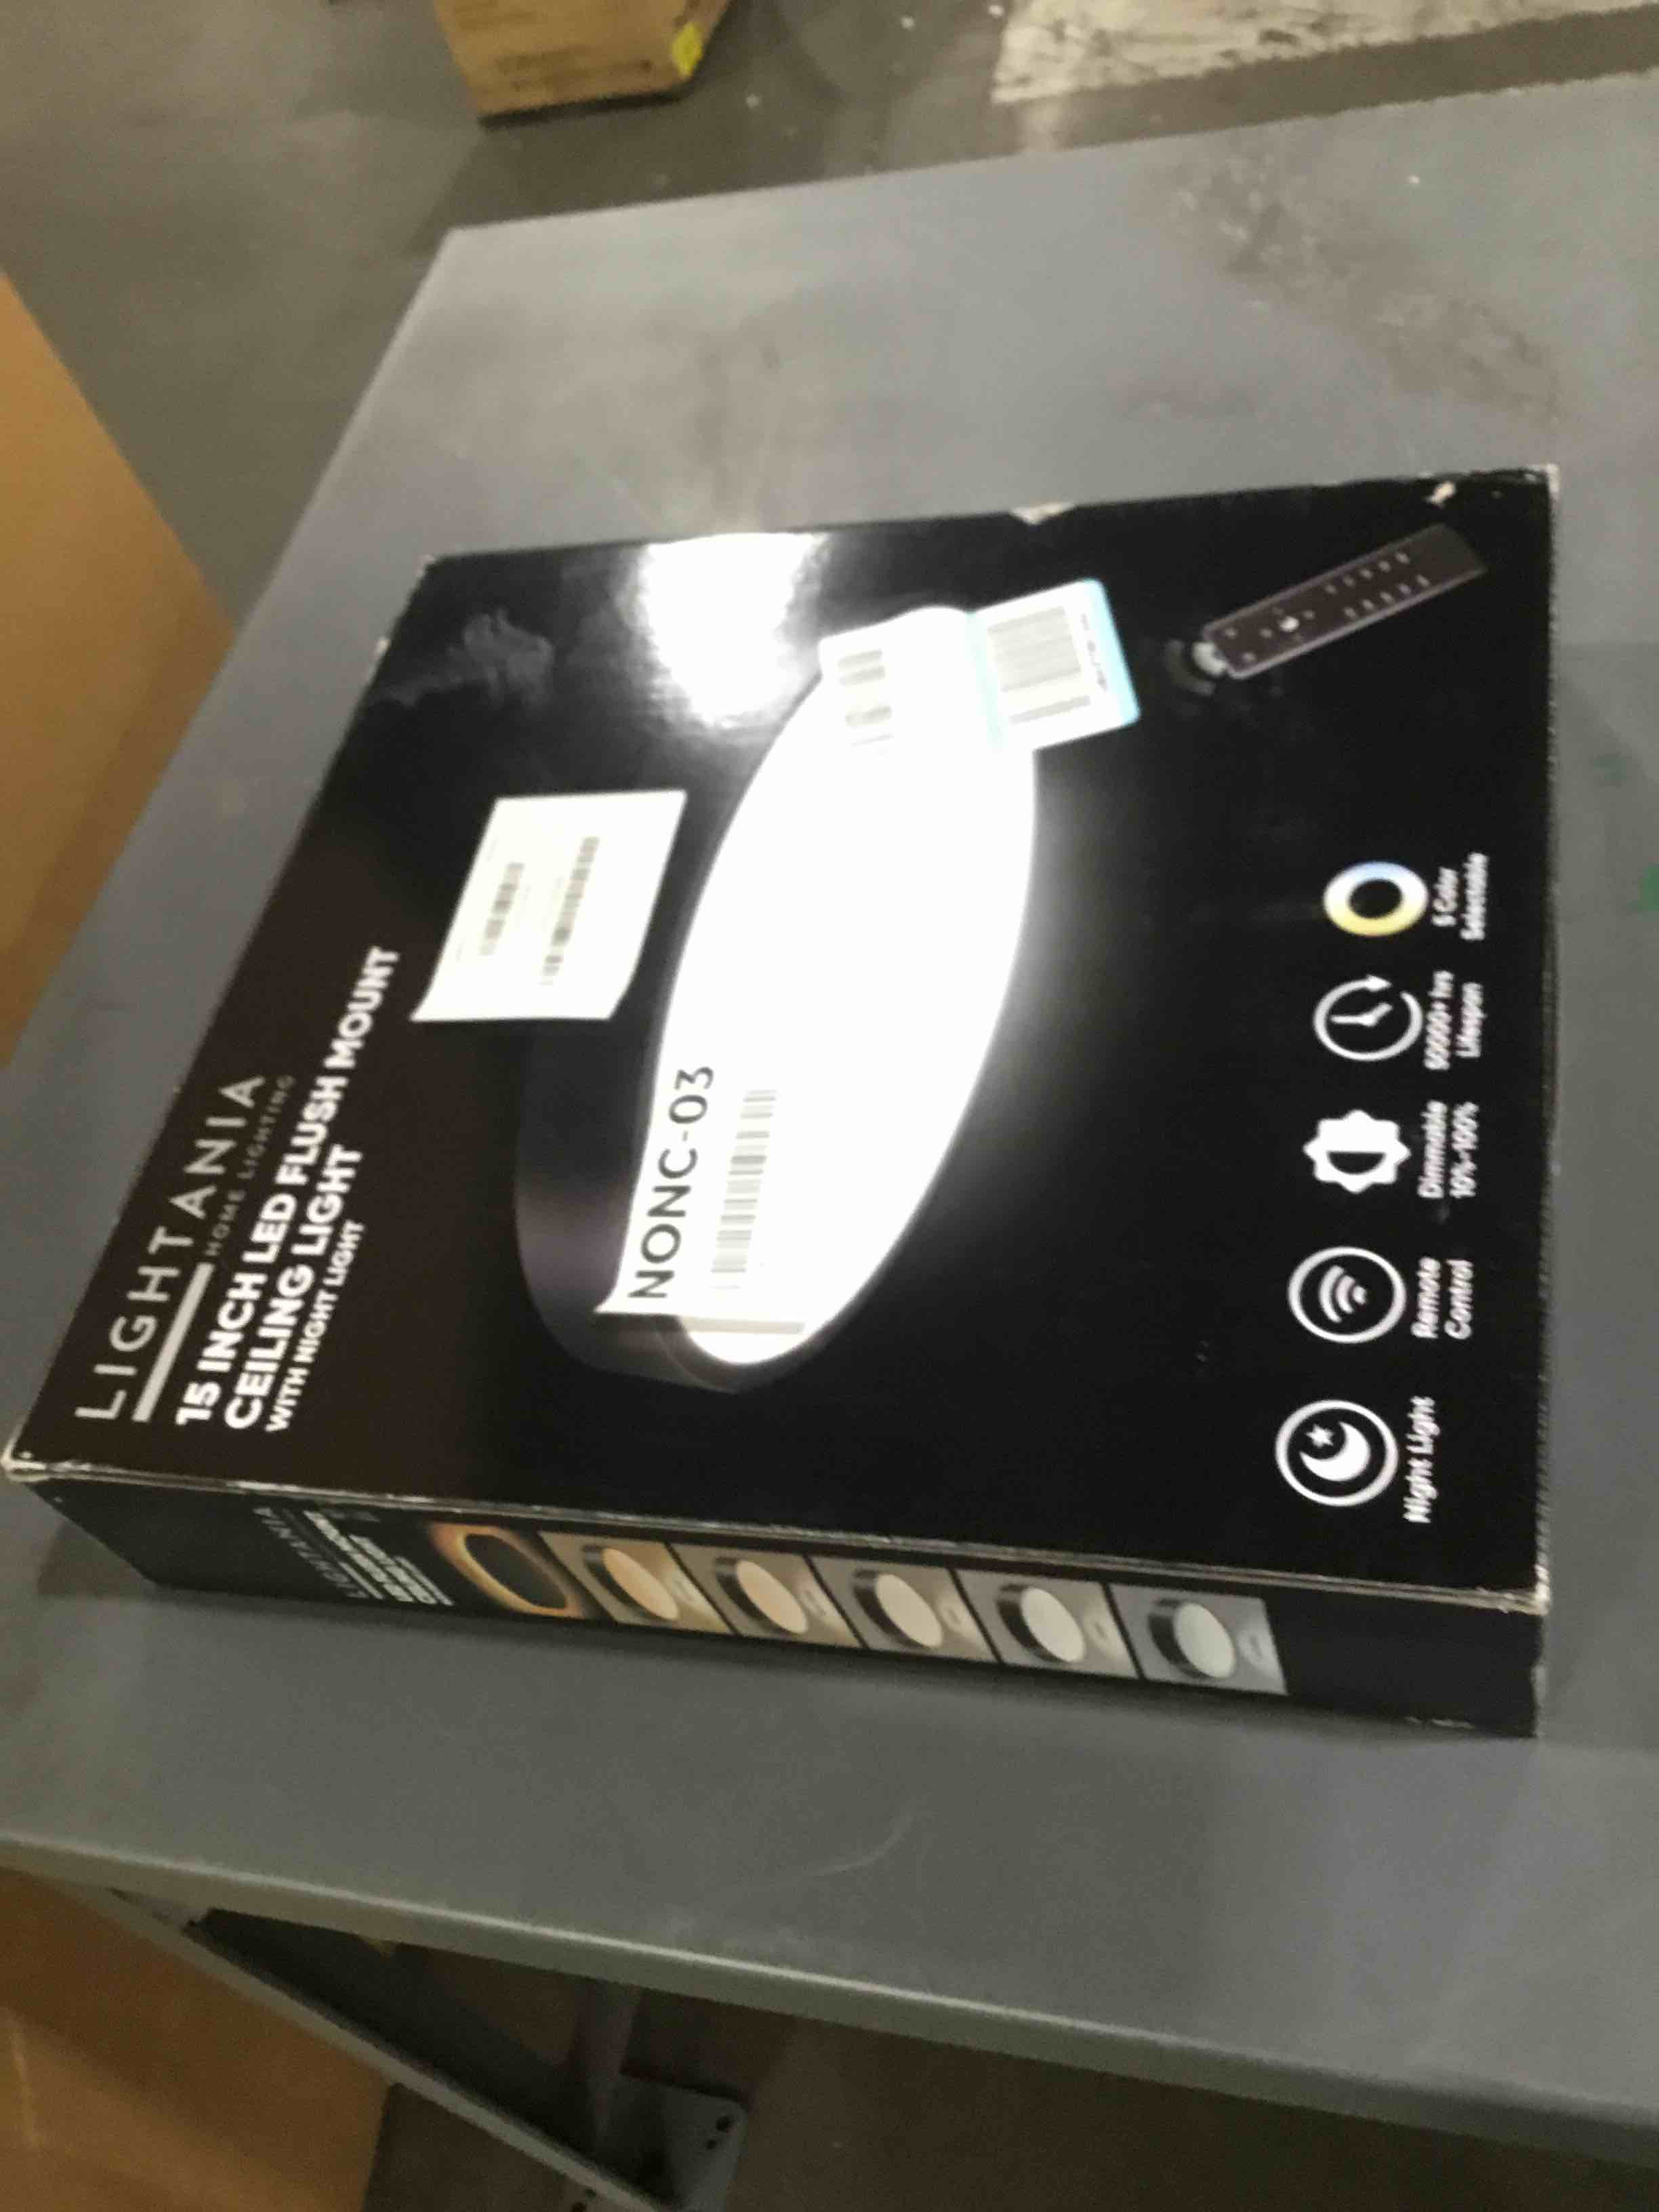 LIGHTANIA
HOME LIGHTING
15 INCH LED FLUSH MOUNT
CEILING LIGHT
WITH NIGHT LIGHT
NONC-03
Night Light
Remote
Control
Dimmable
10%-100%
50000+ hrs
Lifespan
5 Color
Selectable
LIGHTANIA